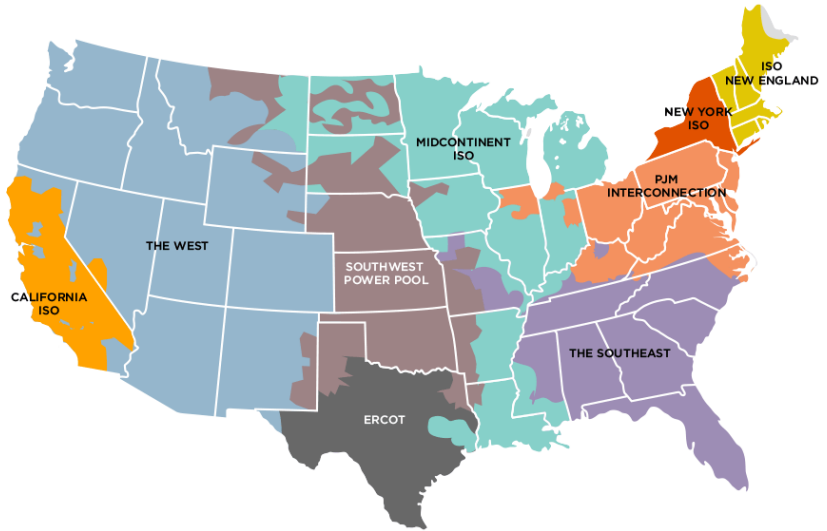 ISO
NEW ENGLAND
NEW YORK
ISO
MIDCONTINENT
ISO
PJM
INTERCONNECTION
THE WEST
SOUTHWEST
POWER POOL
CALIFORNIA
ISO
THE SOUTHEAST
ERCOT